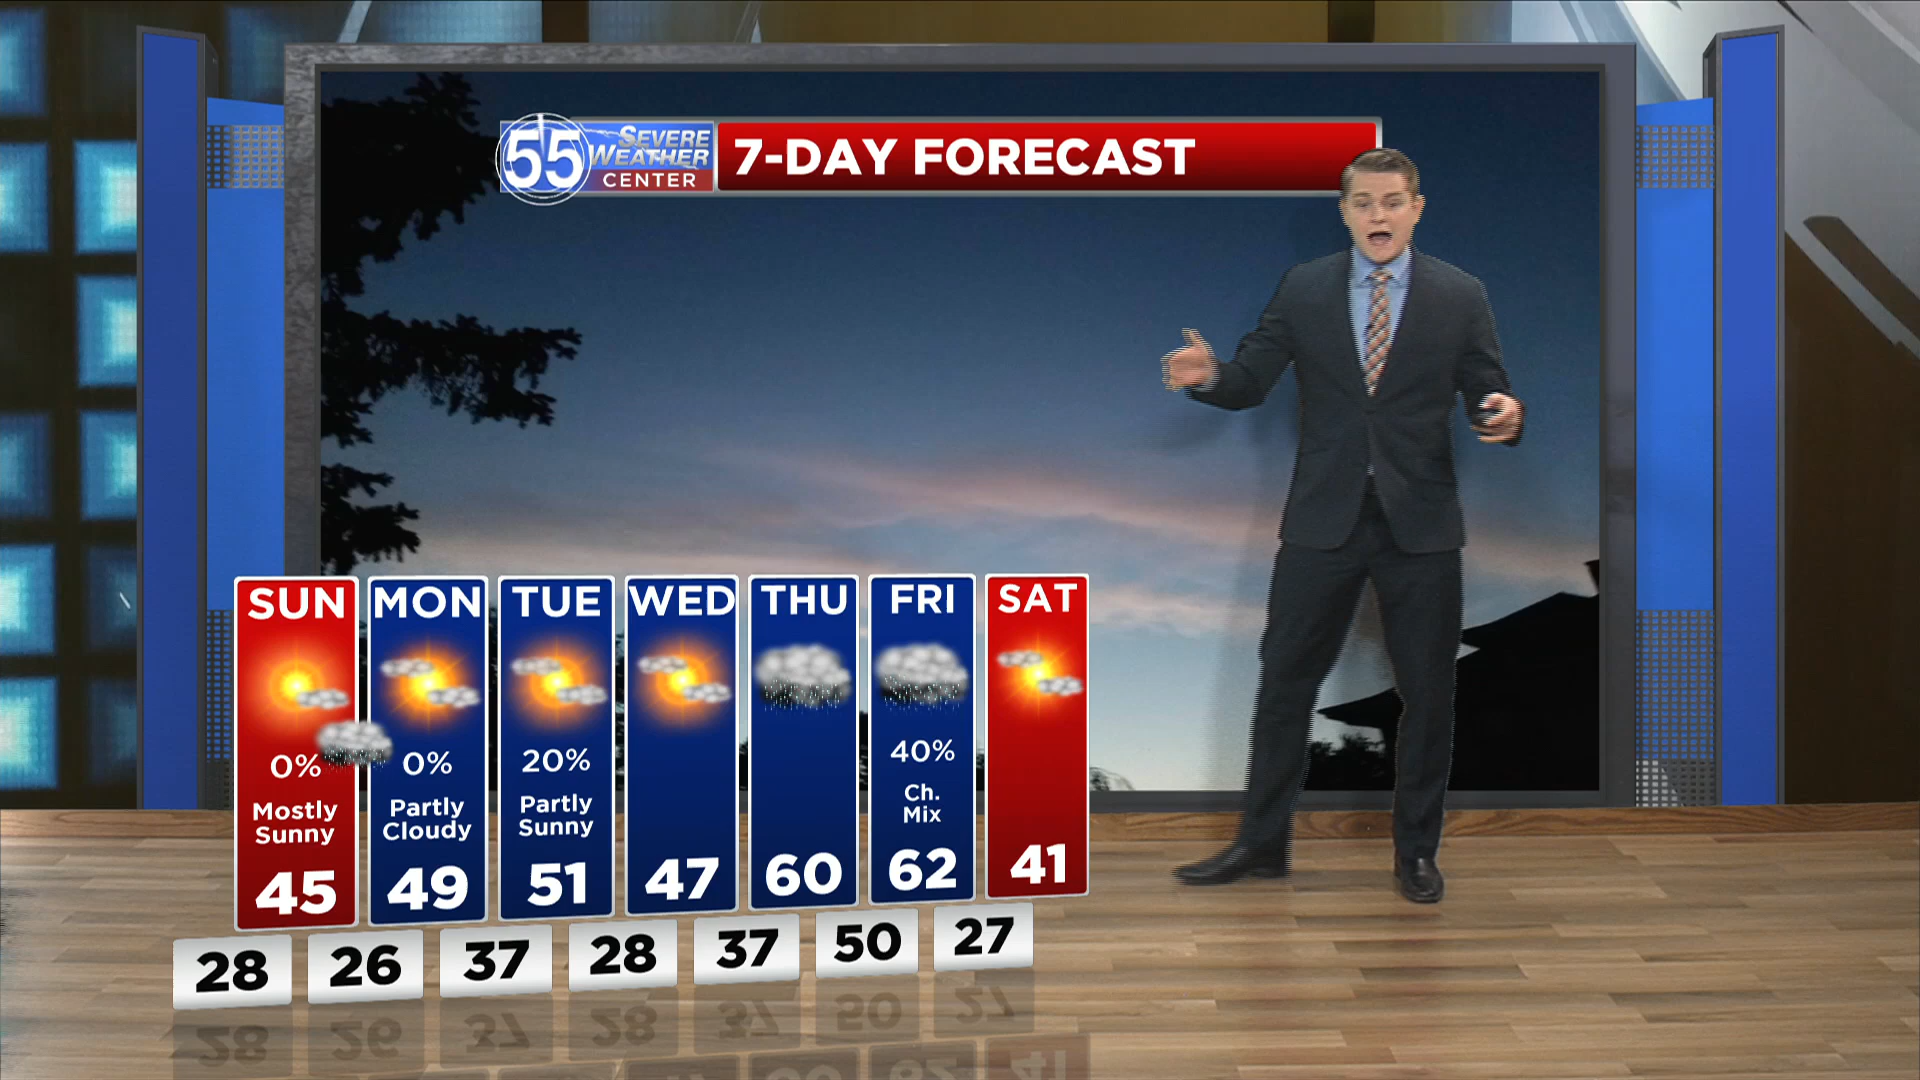 55 SEVERE WEATHER CENTER
7-DAY FORECAST
SUN MON TUE WED THU FRI SAT
0% 0% 20% 40%
Mostly Sunny
Partly Cloudy
Partly Sunny
Ch. Mix
45 49 51 47 60 62 41
28 26 37 28 37 50 27